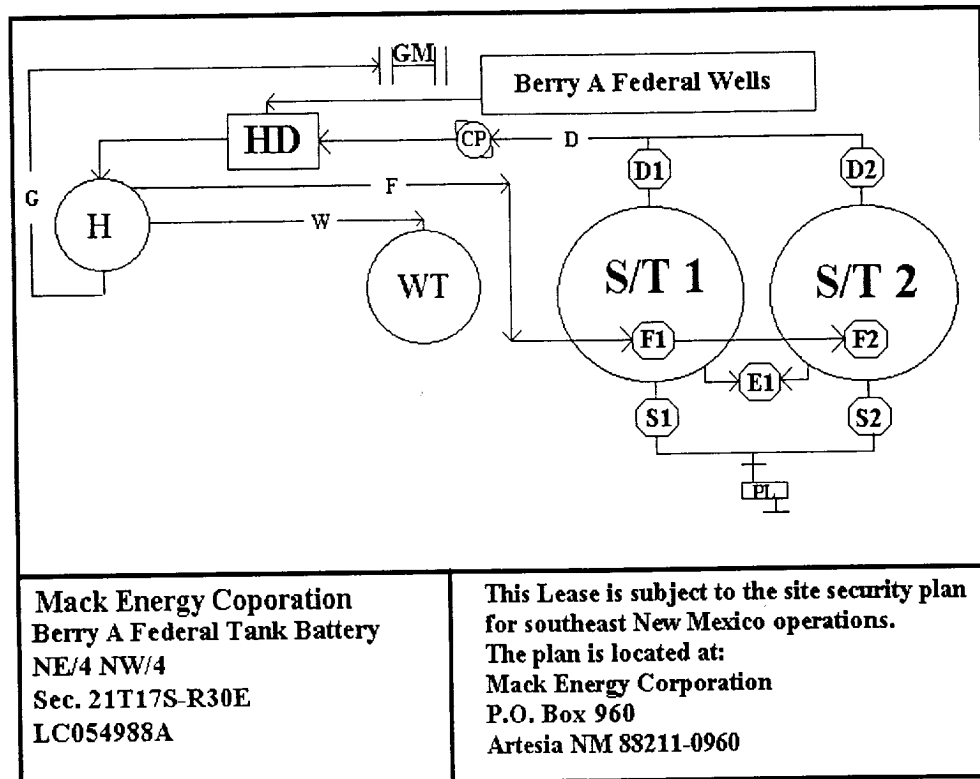 GM
Berry A Federal Wells
HD
CP
D
D1
D2
G
F
H
W
WT
S/T 1
S/T 2
F1
F2
E1
S1
S2
PL
Mack Energy Coporation
Berry A Federal Tank Battery
NE/4 NW/4
Sec. 21T17S-R30E
LC054988A
This Lease is subject to the site security plan
for southeast New Mexico operations.
The plan is located at:
Mack Energy Corporation
P.O. Box 960
Artesia NM 88211-0960